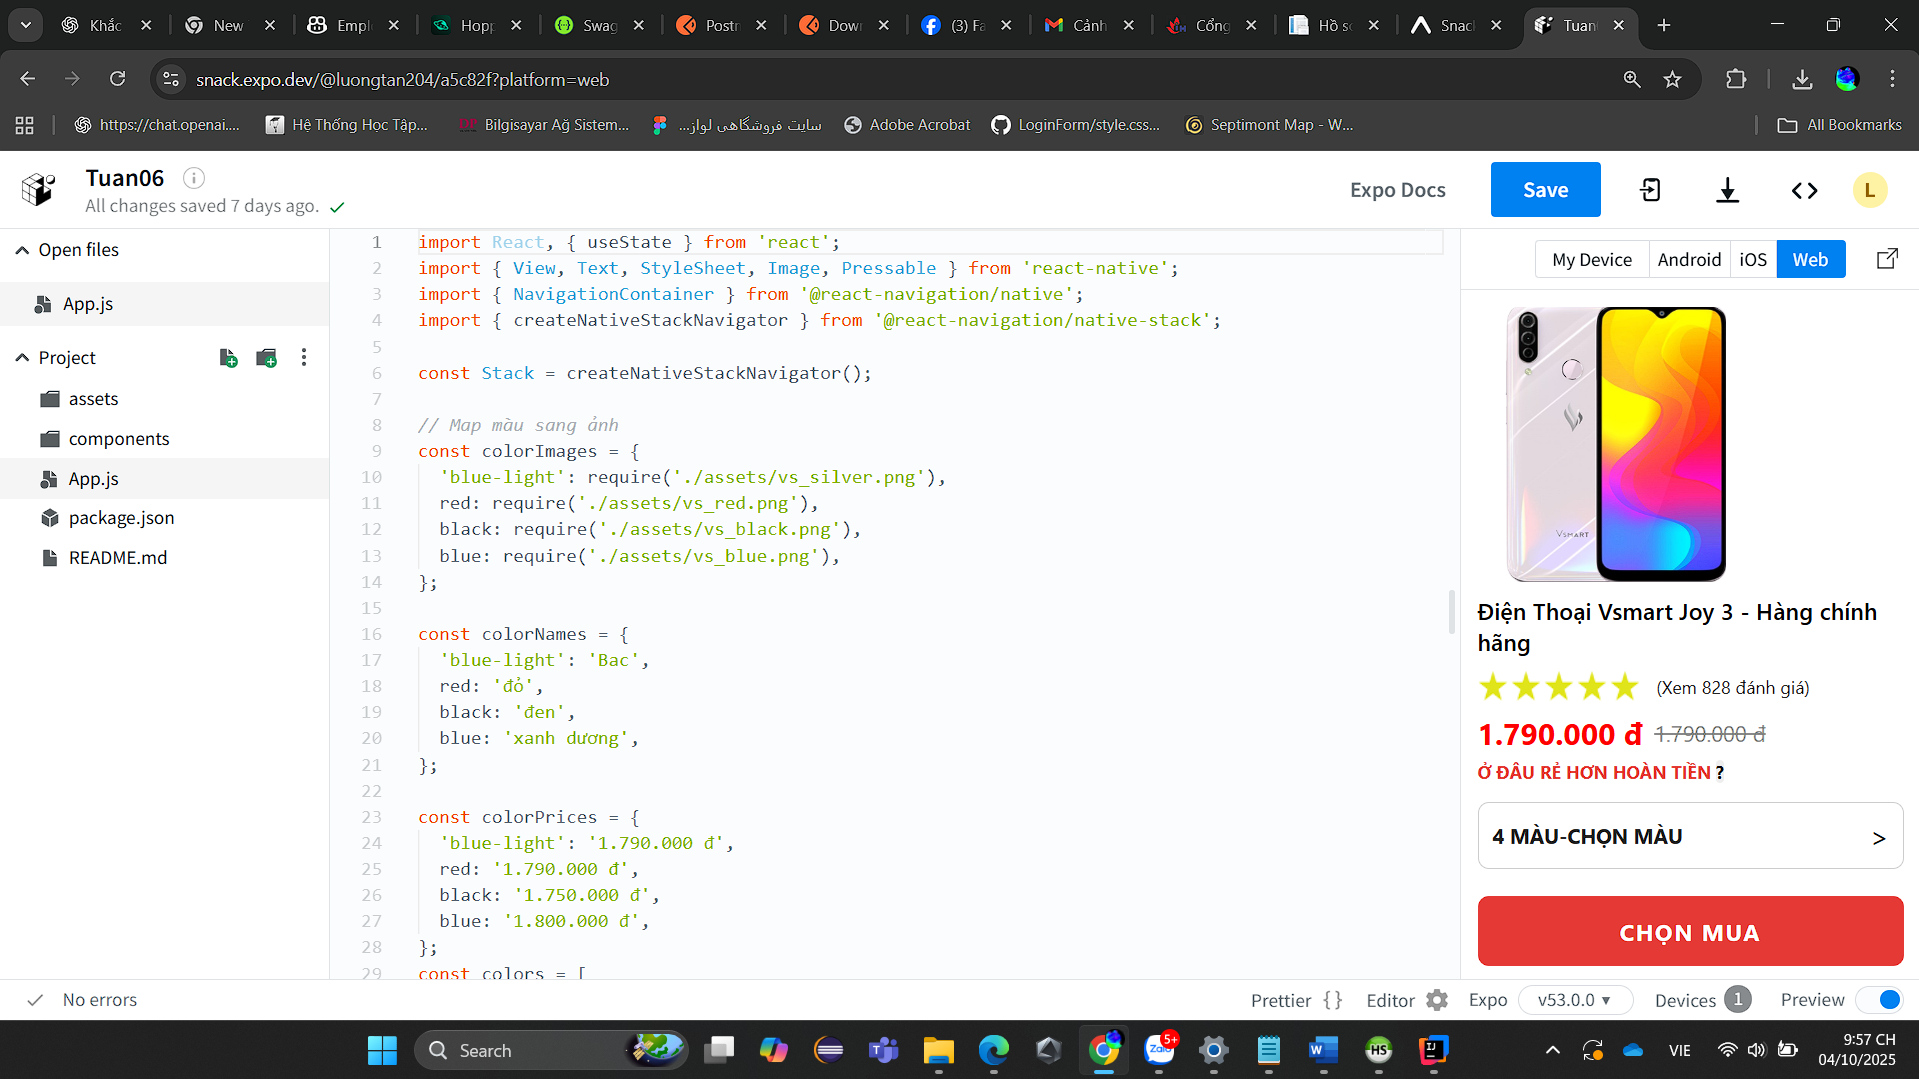 Khắc
New
Empl
Hopp
Swag
Postm
Down
(3) Fa
Cảnh
Cổng
Hồ sơ
Snack
Tuan
snack.expo.dev/@luongtan204/a5c82f?platform=web
https://chat.openai....
Hệ Thống Học Tập...
Bilgisayar Ağ Sistem...
سایت فروشگاهی لواز...
Adobe Acrobat
LoginForm/style.css...
Septimont Map - W...
All Bookmarks
Tuan06
All changes saved 7 days ago.
Expo Docs
Save
L
Open files
App.js
Project
assets
components
App.js
package.json
README.md
1 import React, { useState } from 'react';
2 import { View, Text, StyleSheet, Image, Pressable } from 'react-native';
3 import { NavigationContainer } from '@react-navigation/native';
4 import { createNativeStackNavigator } from '@react-navigation/native-stack';
5
6 const Stack = createNativeStackNavigator();
7
8 // Map màu sang ảnh
9 const colorImages = {
10 'blue-light': require('./assets/vs_silver.png'),
11 red: require('./assets/vs_red.png'),
12 black: require('./assets/vs_black.png'),
13 blue: require('./assets/vs_blue.png'),
14 };
15
16 const colorNames = {
17 'blue-light': 'Bac',
18 red: 'đỏ',
19 black: 'đen',
20 blue: 'xanh dương',
21 };
22
23 const colorPrices = {
24 'blue-light': '1.790.000 đ',
25 red: '1.790.000 đ',
26 black: '1.750.000 đ',
27 blue: '1.800.000 đ',
28 };
29 const colors = [
My Device
Android
iOS
Web
VSMART
Điện Thoại Vsmart Joy 3 - Hàng chính
hãng
(Xem 828 đánh giá)
1.790.000 đ 1.790.000 đ
Ở ĐÂU RẺ HƠN HOÀN TIỀN ?
4 MÀU-CHỌN MÀU >
CHỌN MUA
No errors
Prettier {}
Editor
Expo
v53.0.0
Devices 1
Preview
Search
Zalo
5+
W
HS
IJ
VIE
9:57 CH
04/10/2025